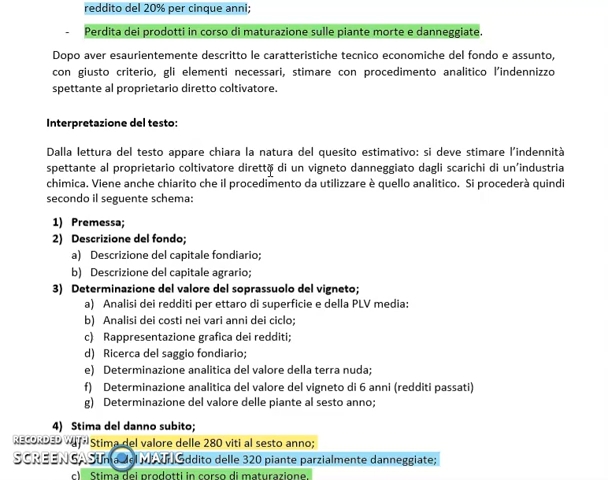 reddito del 20% per cinque anni;
- Perdita dei prodotti in corso di maturazione sulle piante morte e danneggiate.
Dopo aver esaurientemente descritto le caratteristiche tecnico economiche del fondo e assunto,
con giusto criterio, gli elementi necessari, stimare con procedimento analitico l'indennizzo
spettante al proprietario diretto coltivatore.
Interpretazione del testo:
Dalla lettura del testo appare chiara la natura del quesito estimativo: si deve stimare l'indennità
spettante al proprietario coltivatore diretto di un vigneto danneggiato dagli scarichi di un'industria
chimica. Viene anche chiarito che il procedimento da utilizzare è quello analitico. Si procederà quindi
secondo il seguente schema:
1) Premessa;
2) Descrizione del fondo;
a) Descrizione del capitale fondiario;
b) Descrizione del capitale agrario;
3) Determinazione del valore del soprassuolo del vigneto;
a) Analisi dei redditi per ettaro di superficie e della PLV media:
b) Analisi dei costi nei vari anni del ciclo;
c) Rappresentazione grafica dei redditi;
d) Ricerca del saggio fondiario;
e) Determinazione analitica del valore della terra nuda;
f) Determinazione analitica del valore del vigneto di 6 anni (redditi passati)
g) Determinazione del valore delle piante al sesto anno;
4) Stima del danno subito;
a) Stima del valore delle 280 viti al sesto anno;
reddito delle 320 piante parzialmente danneggiate;
c) Stima dei prodotti in corso di maturazione.
RECORDED WITH
SCREENCAST MATIC